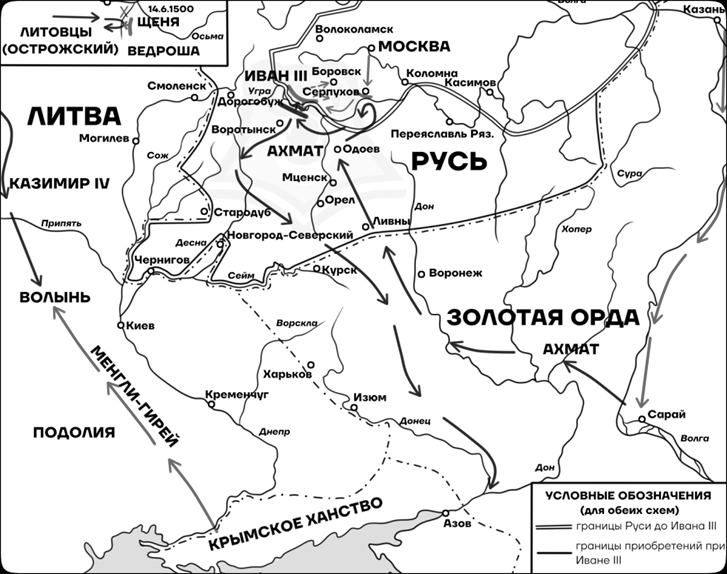 14.6.1500
ЩЕНЯ
ЛИТОВЦЫ
(ОСТРОЖСКИЙ)
ВЕДРОША
Осьма
Волга
Казань
Волоколамск
МОСКВА
ИВАН III
Боровск
Коломна
Касимов
Смоленск
Угра
Серпухов
Дорогобуж
ЛИТВА
Воротынск
Переяславль Ряз.
Могилев
Сож
АХМАТ
Одоев
РУСЬ
Сура
КАЗИМИР IV
Мценск
Орел
Дон
Стародуб
Ливны
Хопер
Припять
Десна
Новгород-Северский
Чернигов
Сейм
Курск
Воронеж
ВОЛЫНЬ
ЗОЛОТАЯ ОРДА
Киев
Ворскла
АХМАТ
МЕНГЛИ-ГИРЕЙ
Харьков
Кременчуг
Изюм
Сарай
ПОДОЛИЯ
Днепр
Донец
Волга
Дон
КРЫМСКОЕ ХАНСТВО
Азов
УСЛОВНЫЕ ОБОЗНАЧЕНИЯ
(для обеих схем)
границы Руси до Ивана III
границы приобретений при
Иване III